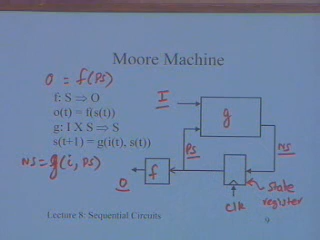 Moore Machine
O = f(PS)
f: S ⇒ O
o(t) = f(s(t))
g: I X S ⇒ S
s(t+1) = g(i(t), s(t))
NS = g(i, PS)
I
g
PS
NS
f
O
clk
state
register
Lecture 8: Sequential Circuits
9